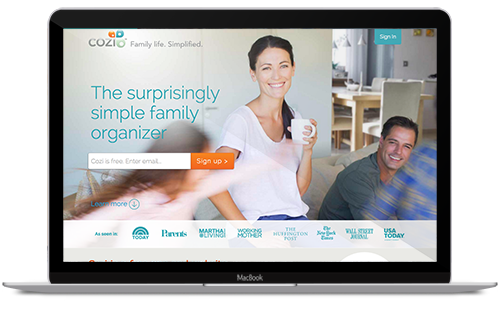 COZI Family life. Simplified.
Sign in
The surprisingly
simple family
organizer
Cozi is free. Enter email...
Sign up >
Learn more
As seen in:
TODAY
Parents
MARTHA
LIVING
WORKING
MOTHER
THE
HUFFINGTON
POST
The
New York
Times
WALL STREET
JOURNAL
USA
TODAY
MacBook